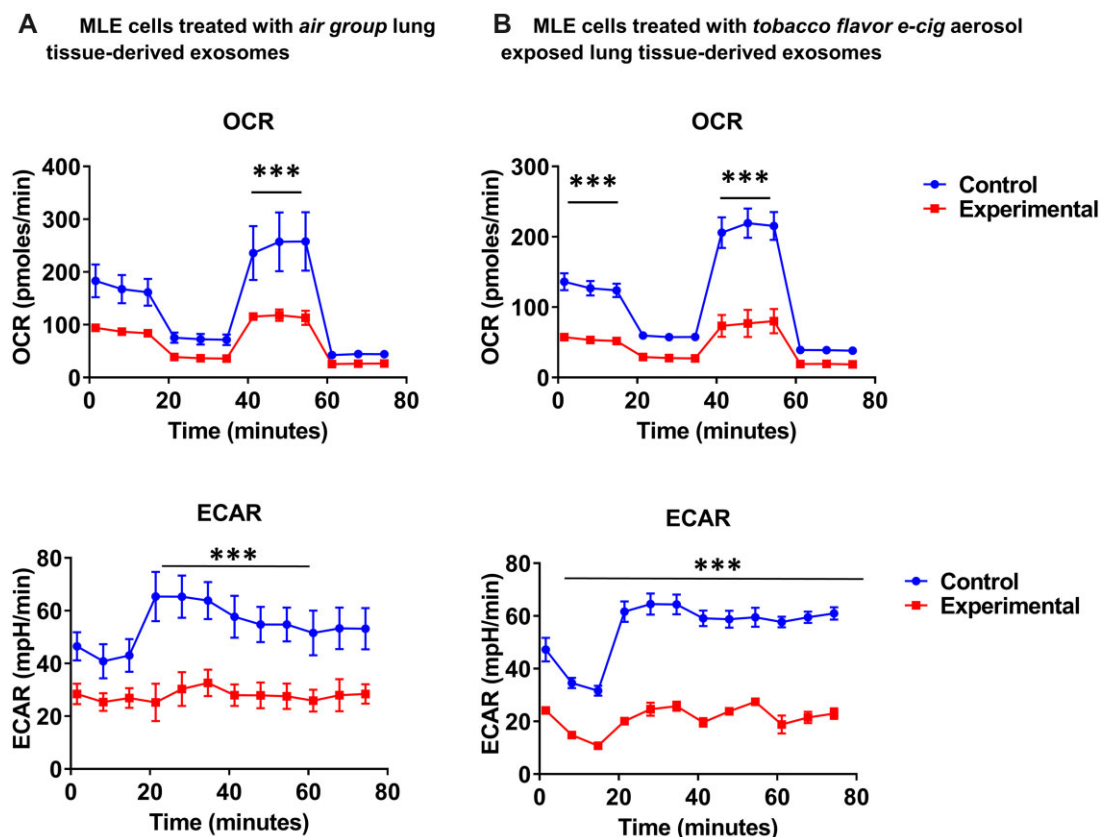 A MLE cells treated with air group lung
tissue-derived exosomes
B MLE cells treated with tobacco flavor e-cig aerosol
exposed lung tissue-derived exosomes
OCR
OCR (pmoles/min)
400
300
200
100
0
***
0 20 40 60 80
Time (minutes)
OCR
OCR (pmoles/min)
300
200
100
0
***
***
0 20 40 60 80
Time (minutes)
Control
Experimental
ECAR
ECAR (mpH/min)
80
60
40
20
0
***
0 20 40 60 80
Time (minutes)
ECAR
ECAR (mpH/min)
80
60
40
20
0
***
0 20 40 60 80
Time (minutes)
Control
Experimental